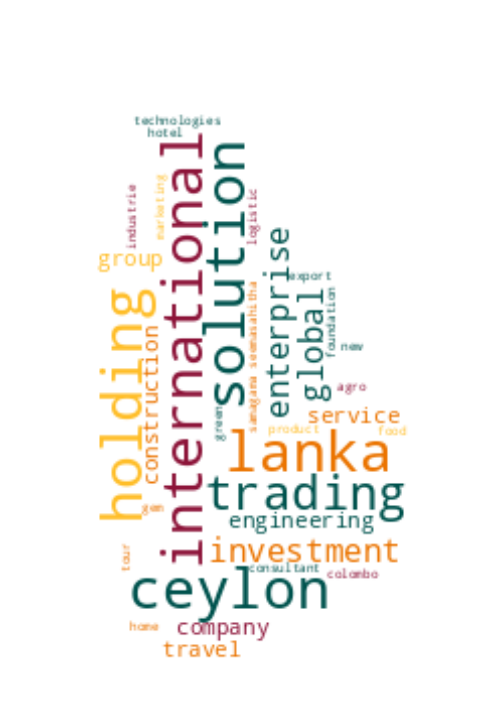 technologies
hotel
international
solution
industrie
marketing
logistic
group
enterprise
export
holding
global
foundation
samagama seemasahitha
construction
new
agro
green
service
product
food
lanka
trading
gem
engineering
tour
investment
consultant
colombo
ceylon
home
company
travel